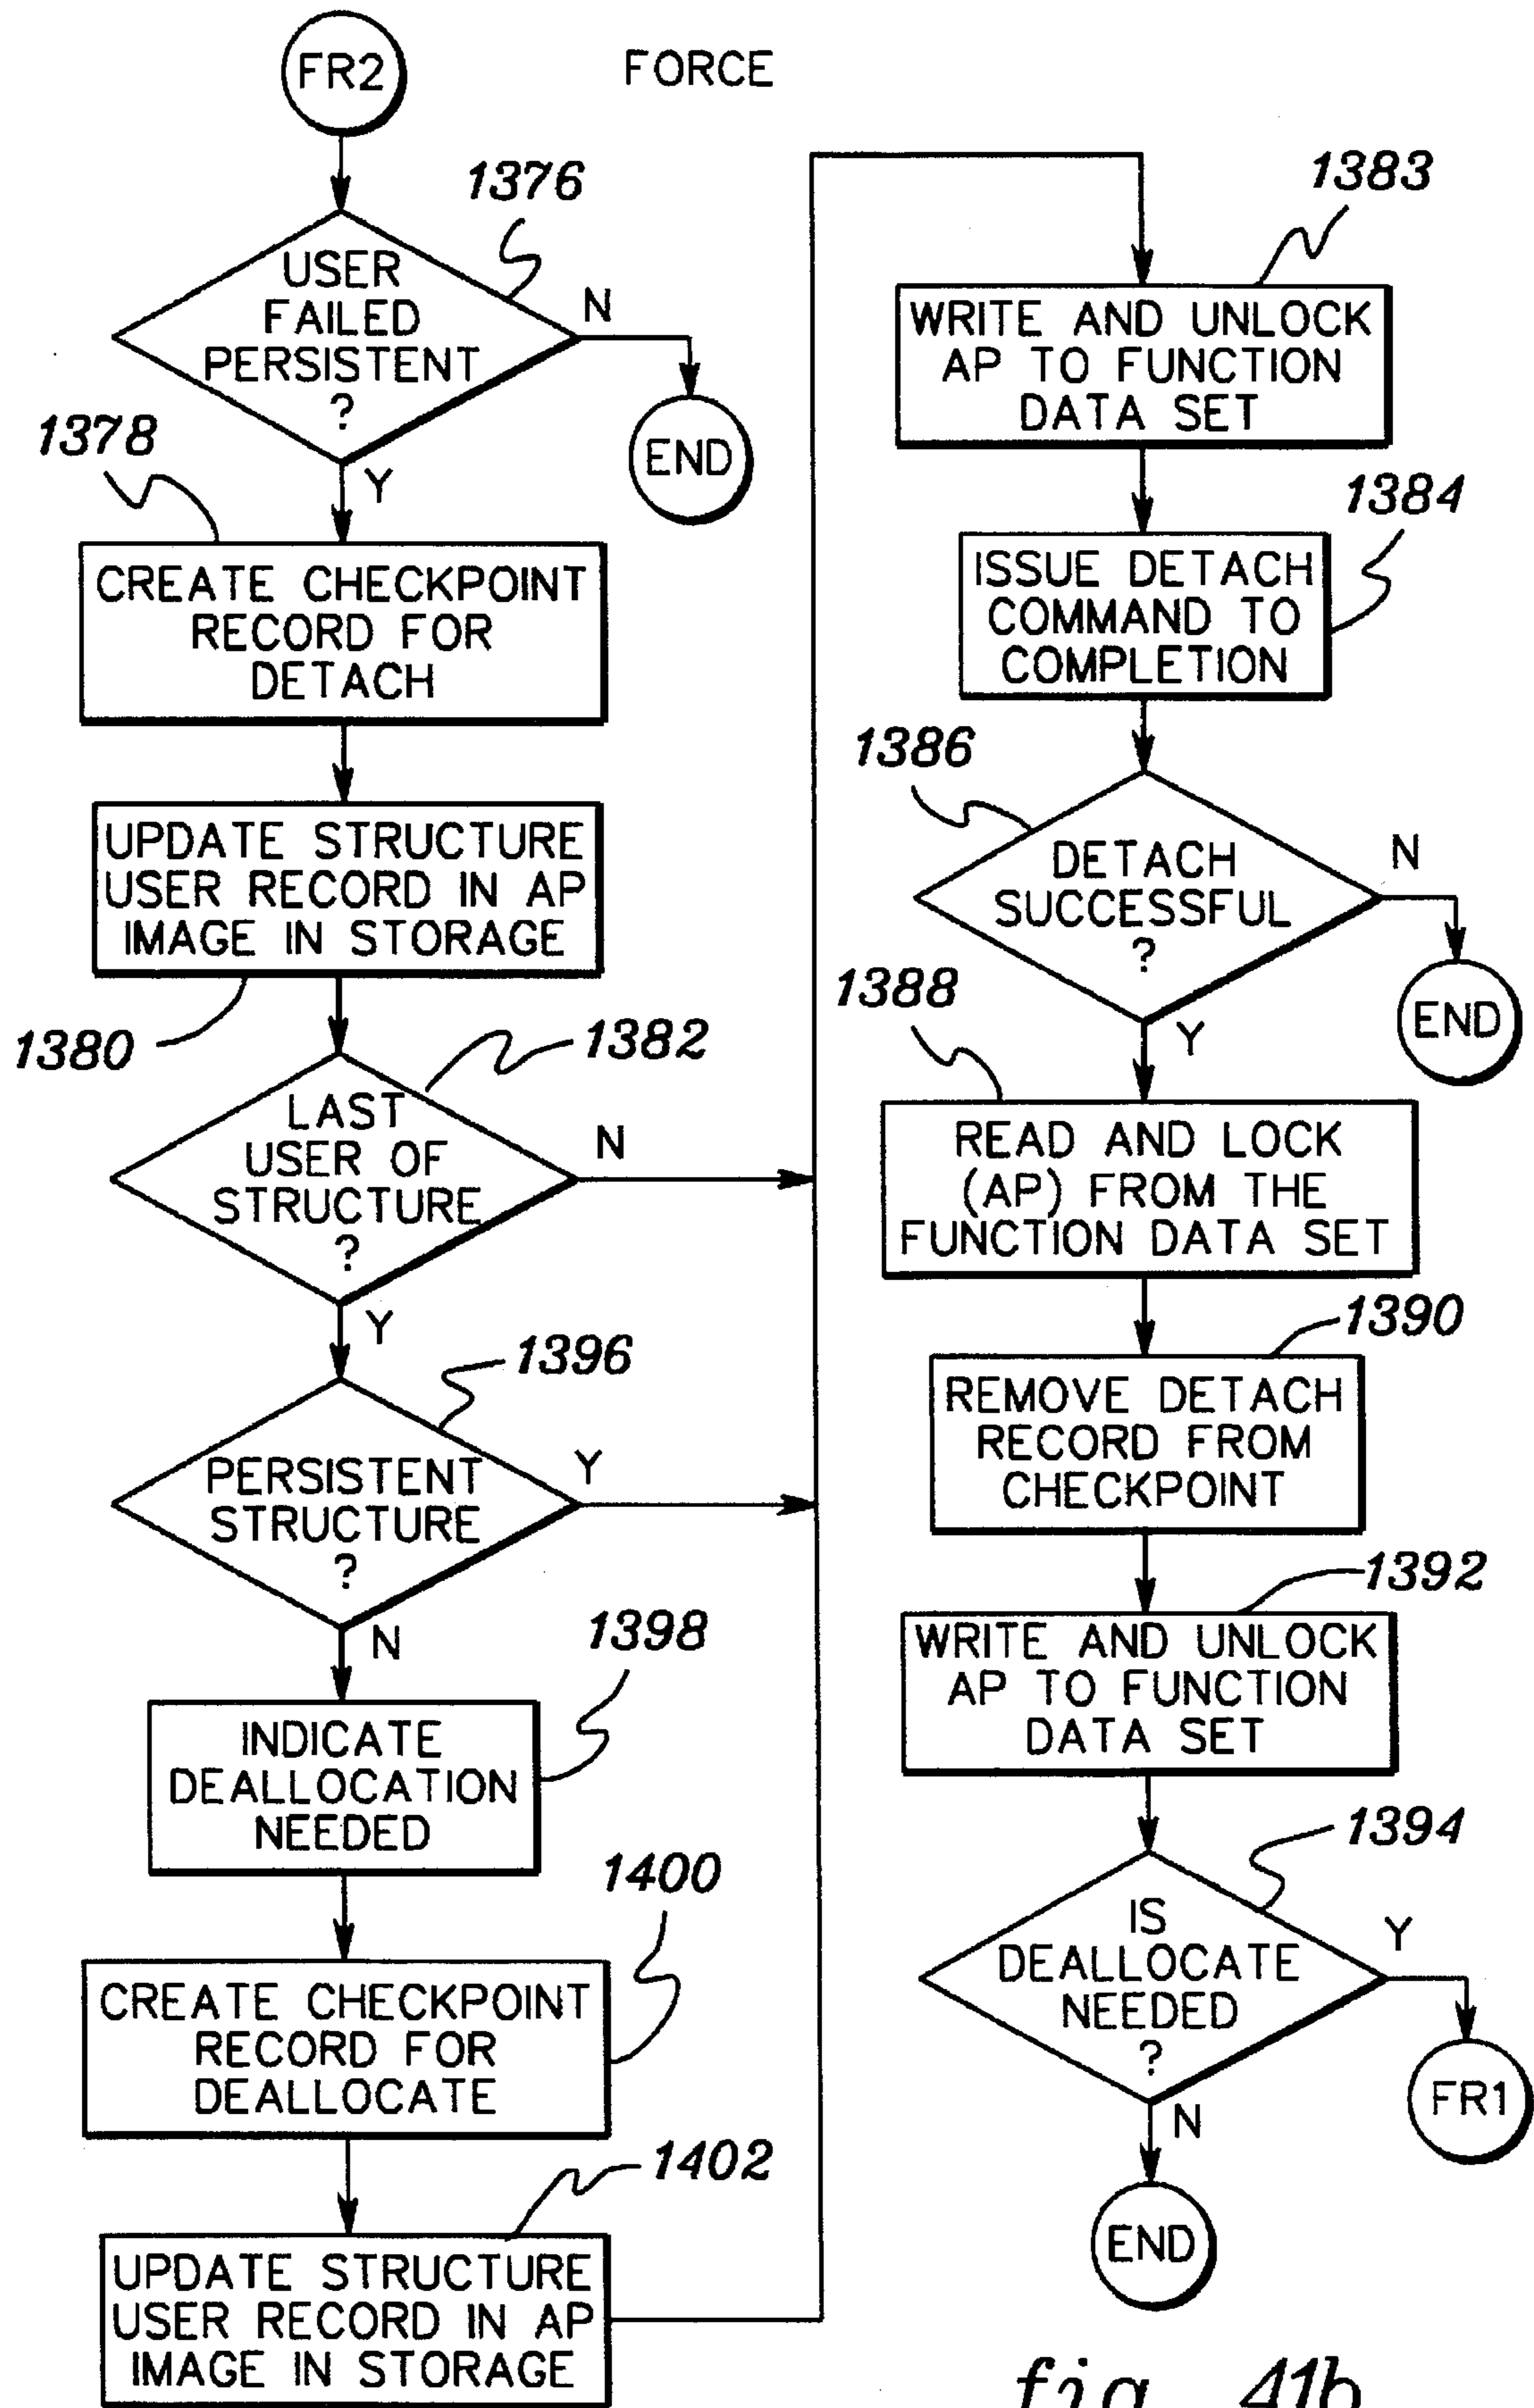 FR2
FORCE
1376
USER
FAILED
PERSISTENT
?
N
END
Y
1378
CREATE CHECKPOINT
RECORD FOR
DETACH
UPDATE STRUCTURE
USER RECORD IN AP
IMAGE IN STORAGE
1380
1382
LAST
USER OF
STRUCTURE
?
N
Y
1396
PERSISTENT
STRUCTURE
?
Y
N
1398
INDICATE
DEALLOCATION
NEEDED
1400
CREATE CHECKPOINT
RECORD FOR
DEALLOCATE
1402
UPDATE STRUCTURE
USER RECORD IN AP
IMAGE IN STORAGE
1383
WRITE AND UNLOCK
AP TO FUNCTION
DATA SET
1384
ISSUE DETACH
COMMAND TO
COMPLETION
1386
DETACH
SUCCESSFUL
?
N
END
Y
1388
READ AND LOCK
(AP) FROM THE
FUNCTION DATA SET
1390
REMOVE DETACH
RECORD FROM
CHECKPOINT
1392
WRITE AND UNLOCK
AP TO FUNCTION
DATA SET
1394
IS
DEALLOCATE
NEEDED
?
Y
FR1
N
END
fig. 41b